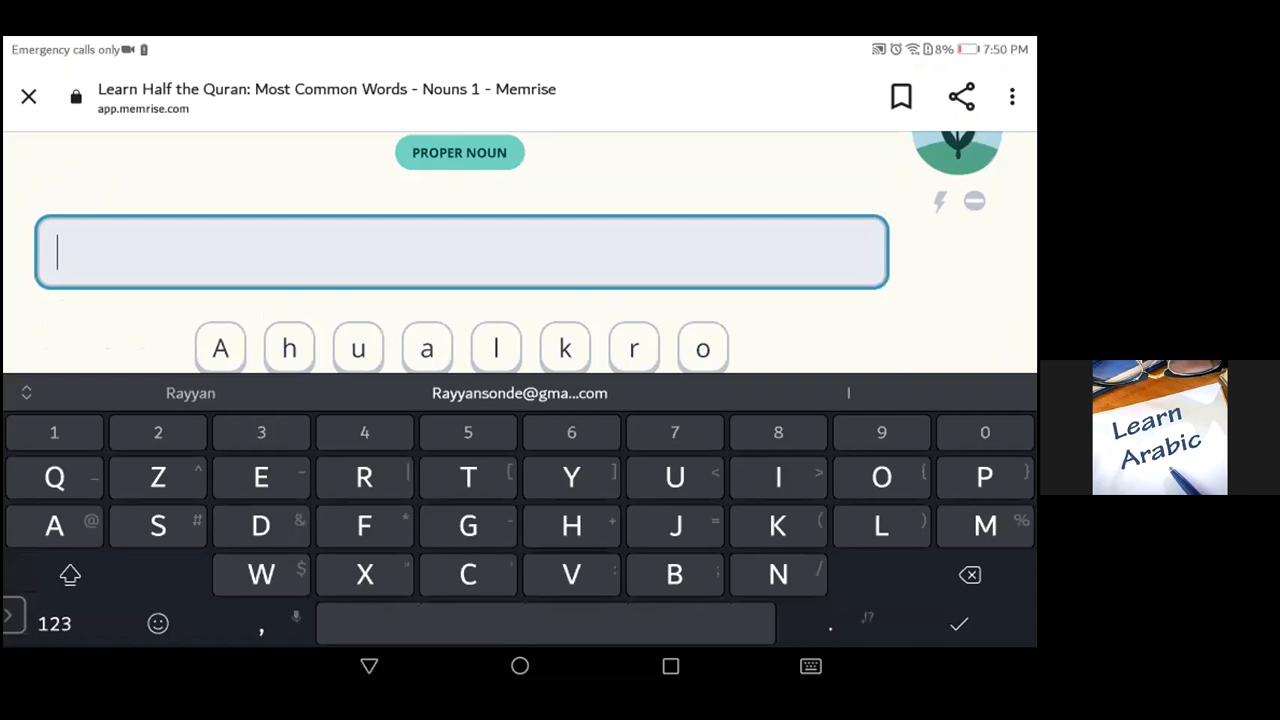 Emergency calls only 8% 7:50 PM
Learn Half the Quran: Most Common Words - Nouns 1 - Memrise
app.memrise.com
PROPER NOUN
A h u a l k r o
Rayyan Rayyansonde@gma...com I
1 2 3 4 5 6 7 8 9 0
Q _ Z ^ E ~ R | T [ Y ] U < I > O { P }
A @ S # D & F * G - H + J = K ( L ) M %
W $ X " C ' V : B ; N /
123 , . ,!?
Learn
Arabic